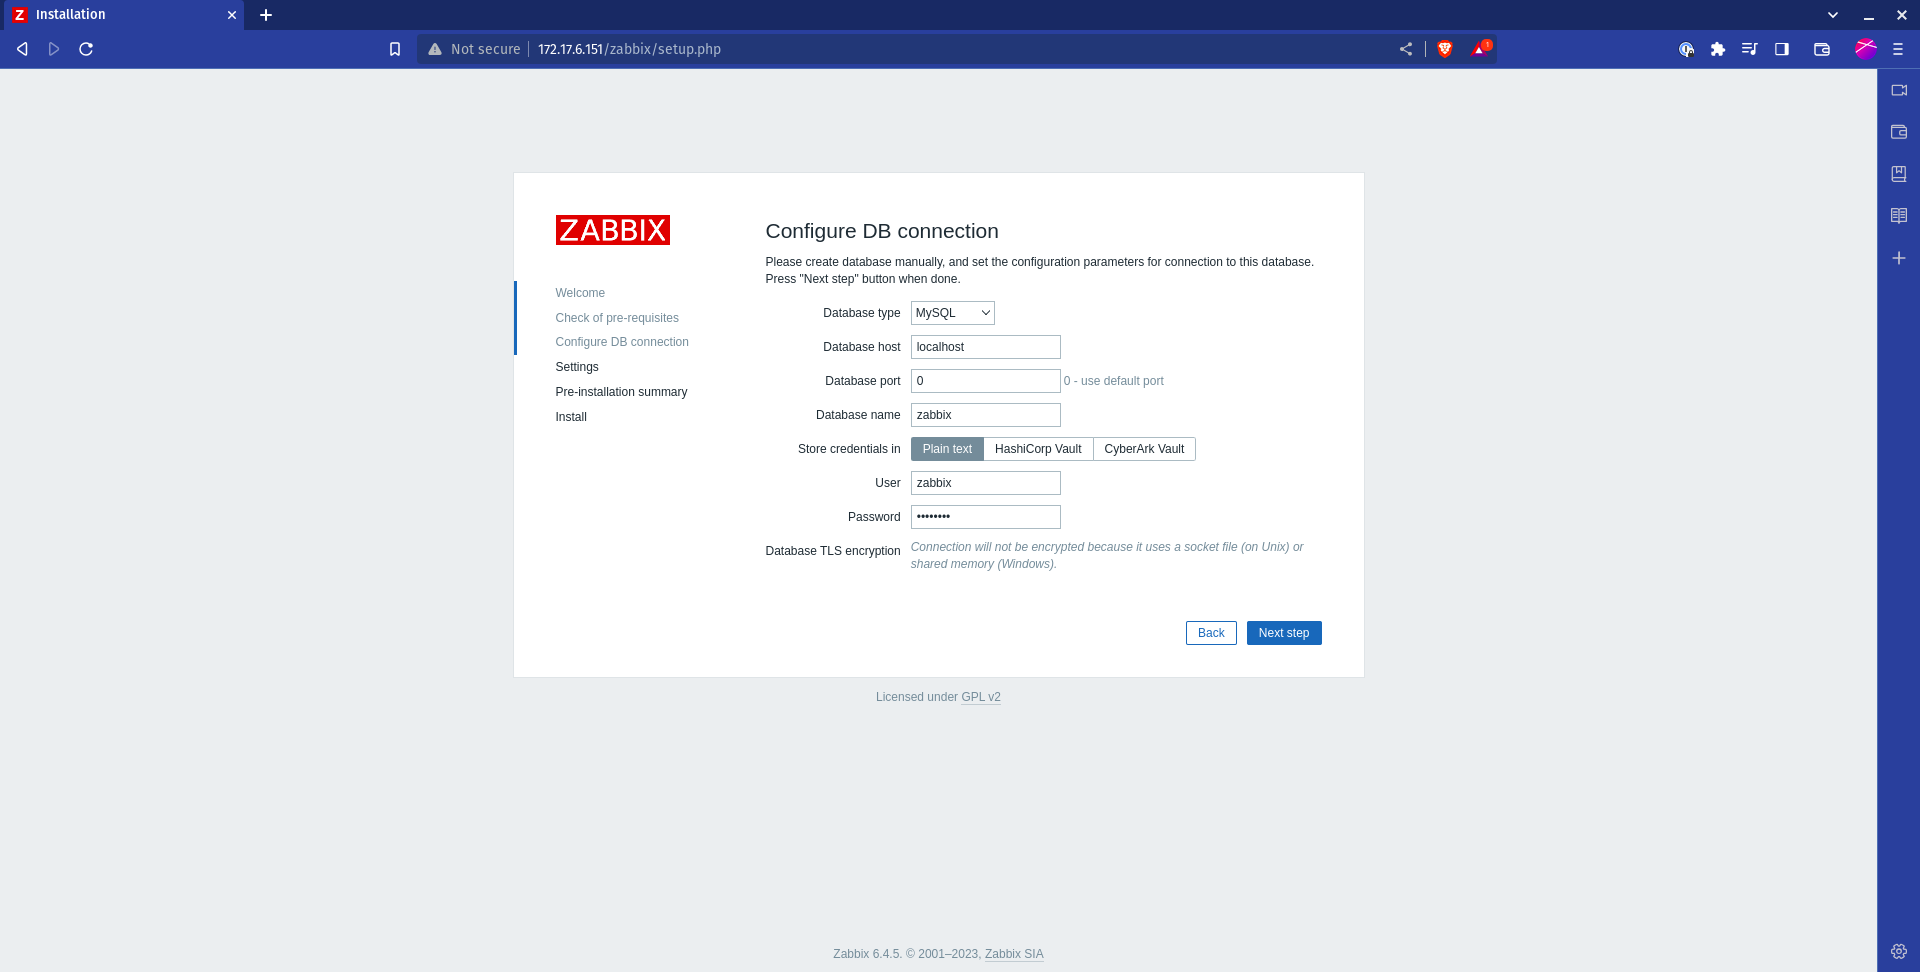 Installation
Not secure
172.17.6.151/zabbix/setup.php
1
ZABBIX
Welcome
Check of pre-requisites
Configure DB connection
Settings
Pre-installation summary
Install
Configure DB connection
Please create database manually, and set the configuration parameters for connection to this database.
Press "Next step" button when done.
Database type MySQL
Database host localhost
Database port 0 0 - use default port
Database name zabbix
Store credentials in Plain text HashiCorp Vault CyberArk Vault
User zabbix
Password ••••••••
Database TLS encryption Connection will not be encrypted because it uses a socket file (on Unix) or
shared memory (Windows).
Back Next step
Licensed under GPL v2
Zabbix 6.4.5. © 2001–2023, Zabbix SIA